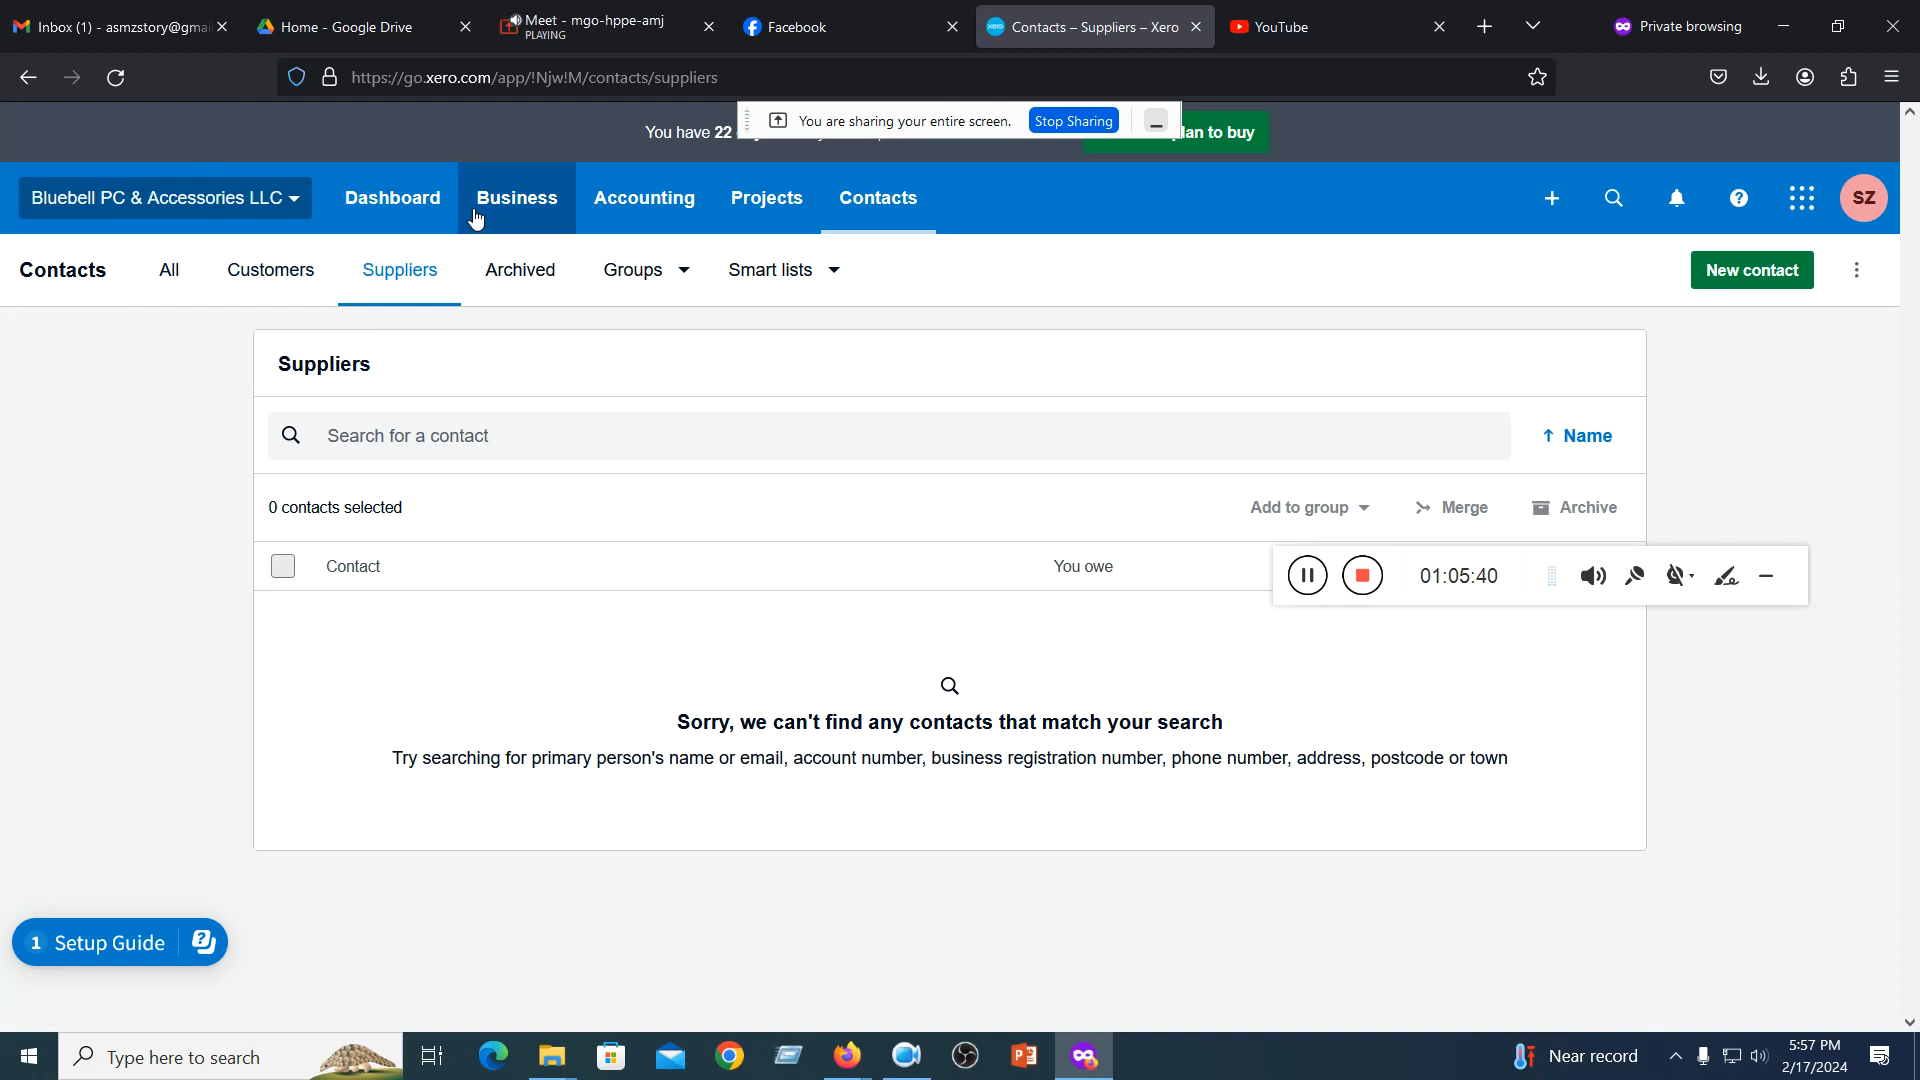 Inbox (1) - asmzstory@gmai
Home - Google Drive
Meet - mgo-hppe-amj
PLAYING
Facebook
Contacts – Suppliers – Xero
YouTube
Private browsing
https://go.xero.com/app/!Njw!M/contacts/suppliers
You have 22
You are sharing your entire screen.
Stop Sharing
lan to buy
Bluebell PC & Accessories LLC
Dashboard
Business
Accounting
Projects
Contacts
SZ
Contacts
All
Customers
Suppliers
Archived
Groups
Smart lists
New contact
Suppliers
Search for a contact
Name
0 contacts selected
Add to group
Merge
Archive
Contact
You owe
01:05:40
Sorry, we can't find any contacts that match your search
Try searching for primary person's name or email, account number, business registration number, phone number, address, postcode or town
1 Setup Guide
Type here to search
Near record
5:57 PM
2/17/2024